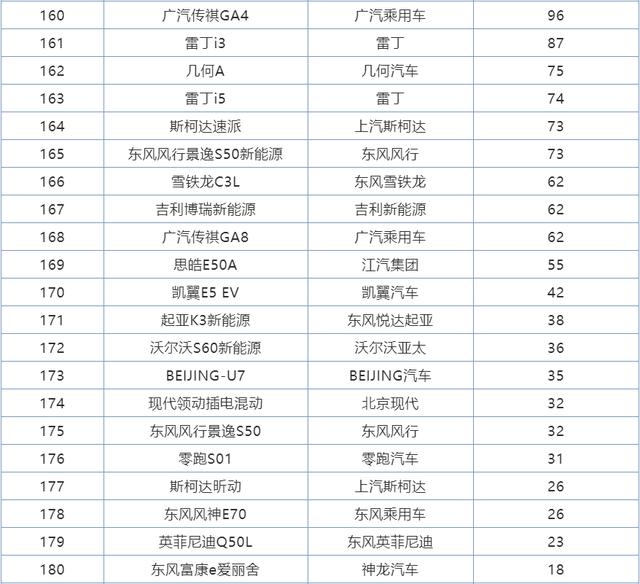 160 广汽传祺GA4 广汽乘用车 96
161 雷丁i3 雷丁 87
162 几何A 几何汽车 75
163 雷丁i5 雷丁 74
164 斯柯达速派 上汽斯柯达 73
165 东风风行景逸S50新能源 东风风行 73
166 雪铁龙C3L 东风雪铁龙 62
167 吉利博瑞新能源 吉利新能源 62
168 广汽传祺GA8 广汽乘用车 62
169 思皓E50A 江汽集团 55
170 凯翼E5 EV 凯翼汽车 42
171 起亚K3新能源 东风悦达起亚 38
172 沃尔沃S60新能源 沃尔沃亚太 36
173 BEIJING-U7 BEIJING汽车 35
174 现代领动插电混动 北京现代 32
175 东风风行景逸S50 东风风行 32
176 零跑S01 零跑汽车 31
177 斯柯达昕动 上汽斯柯达 26
178 东风风神E70 东风乘用车 26
179 英菲尼迪Q50L 东风英菲尼迪 23
180 东风富康e爱丽舍 神龙汽车 18